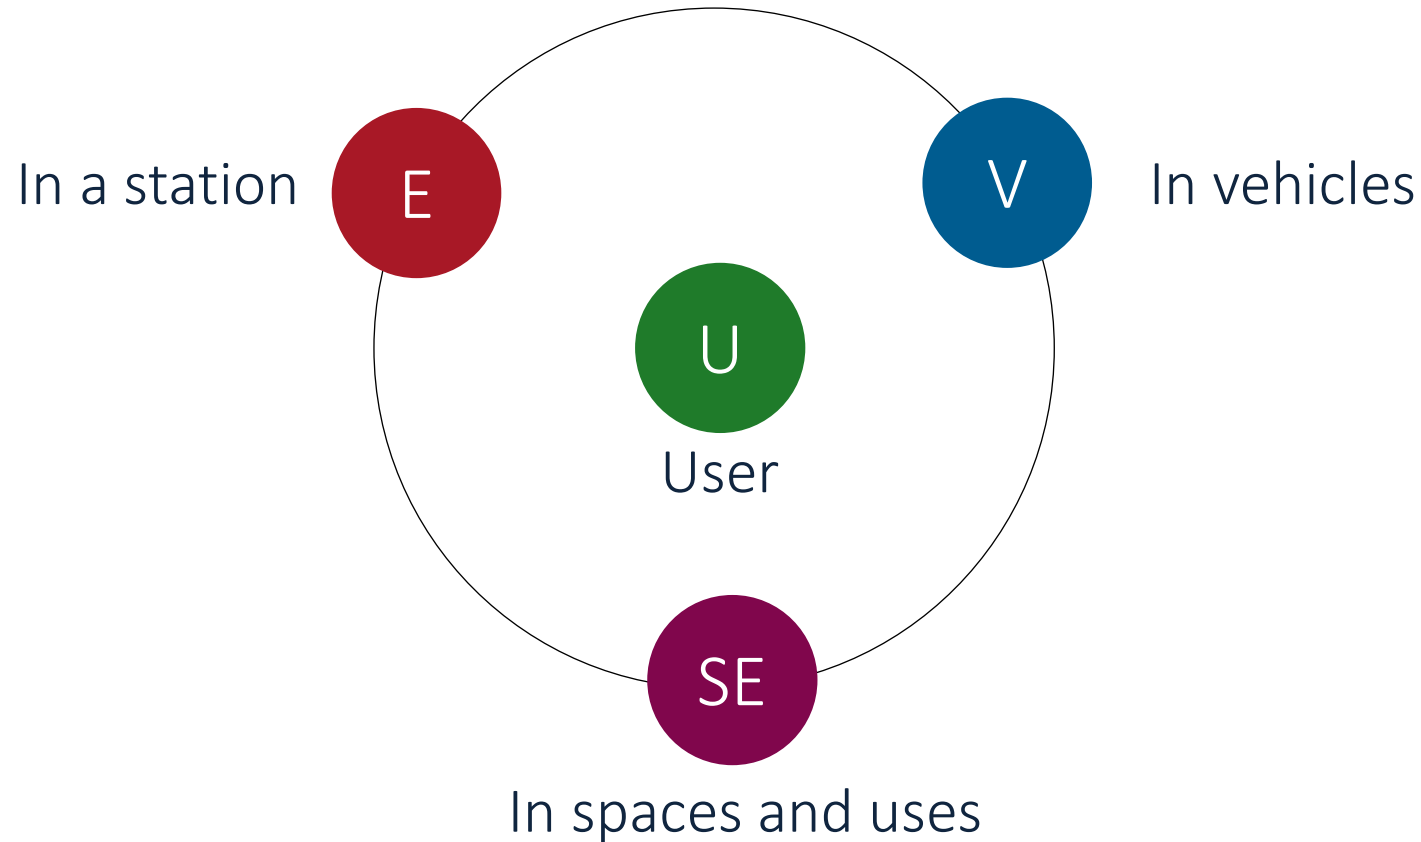 In a station
E
V
In vehicles
U
User
SE
In spaces and uses